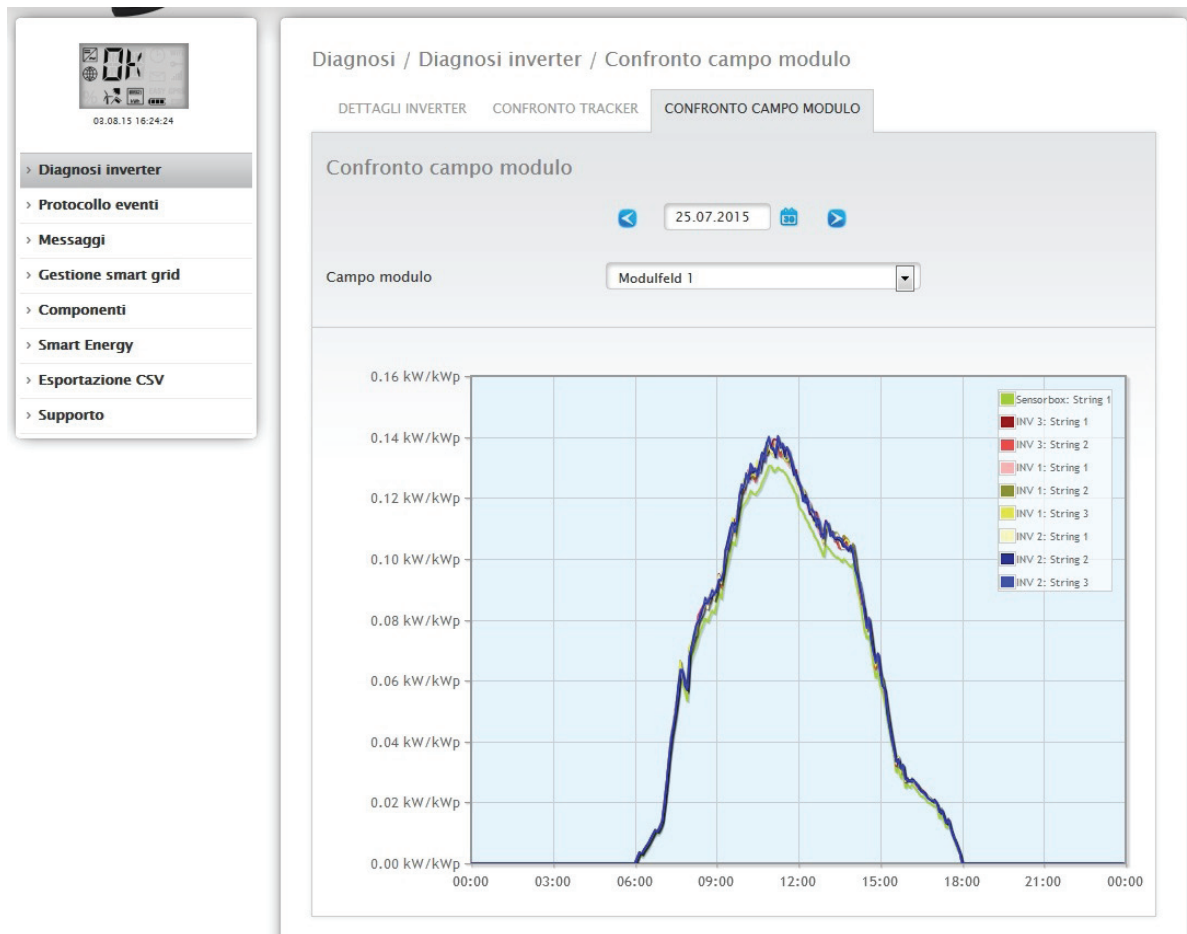 OK
03.08.15 16:24:24
Diagnosi inverter
Protocollo eventi
Messaggi
Gestione smart grid
Componenti
Smart Energy
Esportazione CSV
Supporto
Diagnosi / Diagnosi inverter / Confronto campo modulo
DETTAGLI INVERTER CONFRONTO TRACKER CONFRONTO CAMPO MODULO
Confronto campo modulo
25.07.2015
Campo modulo Modulfeld 1
0.16 kW/kWp
0.14 kW/kWp
0.12 kW/kWp
0.10 kW/kWp
0.08 kW/kWp
0.06 kW/kWp
0.04 kW/kWp
0.02 kW/kWp
0.00 kW/kWp
Sensorbox: String 1
INV 3: String 1
INV 3: String 2
INV 1: String 1
INV 1: String 2
INV 1: String 3
INV 2: String 1
INV 2: String 2
INV 2: String 3
00:00 03:00 06:00 09:00 12:00 15:00 18:00 21:00 00:00